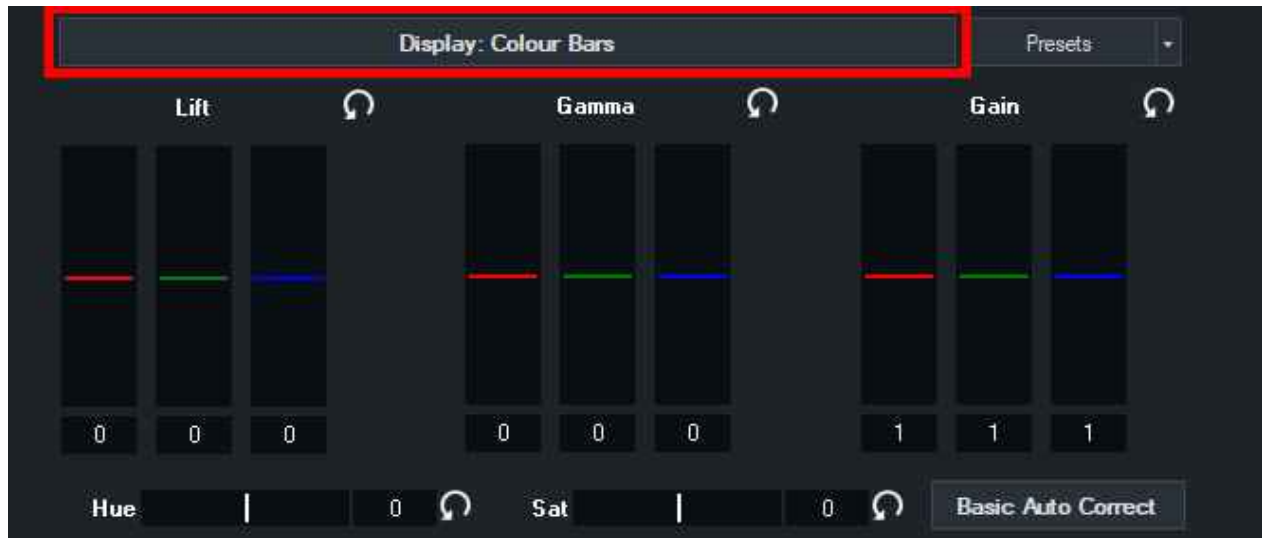 Display: Colour Bars Presets
Lift Gamma Gain
0 0 0 0 0 0 1 1 1
Hue 0 Sat 0 Basic Auto Correct